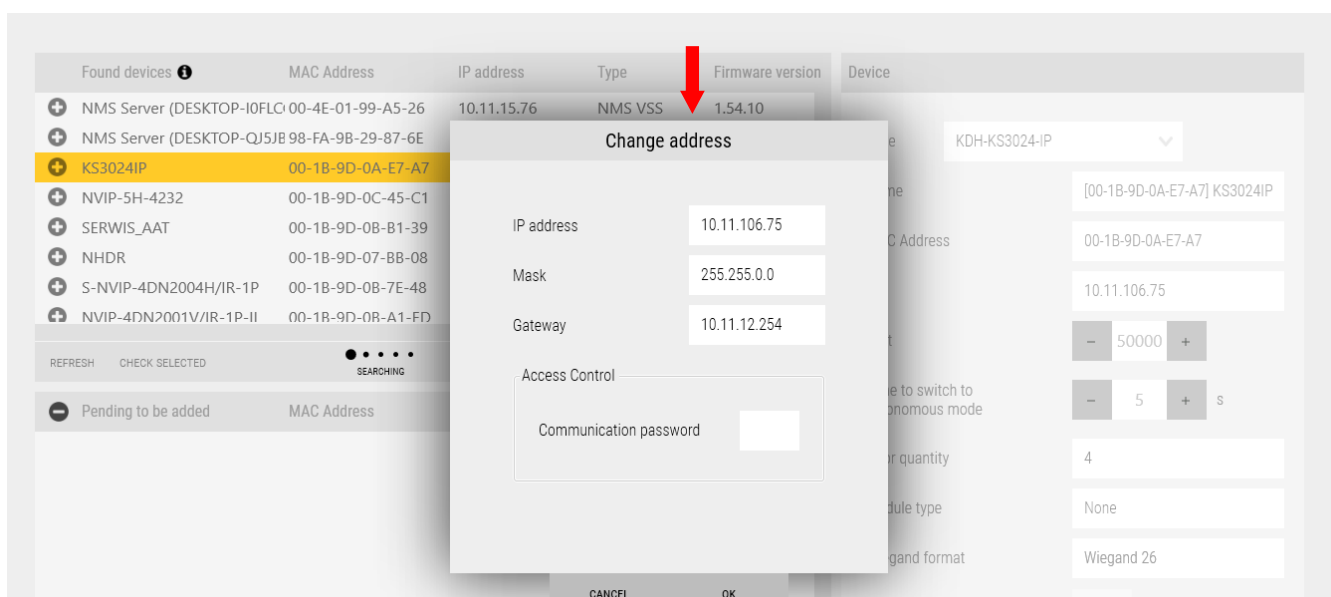 Found devices MAC Address IP address Type Firmware version
NMS Server (DESKTOP-I0FLC 00-4E-01-99-A5-26 10.11.15.76 NMS VSS 1.54.10
NMS Server (DESKTOP-QJ5JB 98-FA-9B-29-87-6E
KS3024IP 00-1B-9D-0A-E7-A7
NVIP-5H-4232 00-1B-9D-0C-45-C1
SERWIS_AAT 00-1B-9D-0B-B1-39
NHDR 00-1B-9D-07-BB-08
S-NVIP-4DN2004H/IR-1P 00-1B-9D-0B-7E-48
NVIP-4DN2001V/IR-1P-II 00-1B-9D-0B-A1-FD
REFRESH CHECK SELECTED SEARCHING
Pending to be added MAC Address
Change address
IP address 10.11.106.75
Mask 255.255.0.0
Gateway 10.11.12.254
Access Control
Communication password
CANCEL OK
Device
KDH-KS3024-IP
[00-1B-9D-0A-E7-A7] KS3024IP
Address 00-1B-9D-0A-E7-A7
10.11.106.75
- 50000 +
to switch to
mode - 5 + s
quantity 4
type None
format Wiegand 26